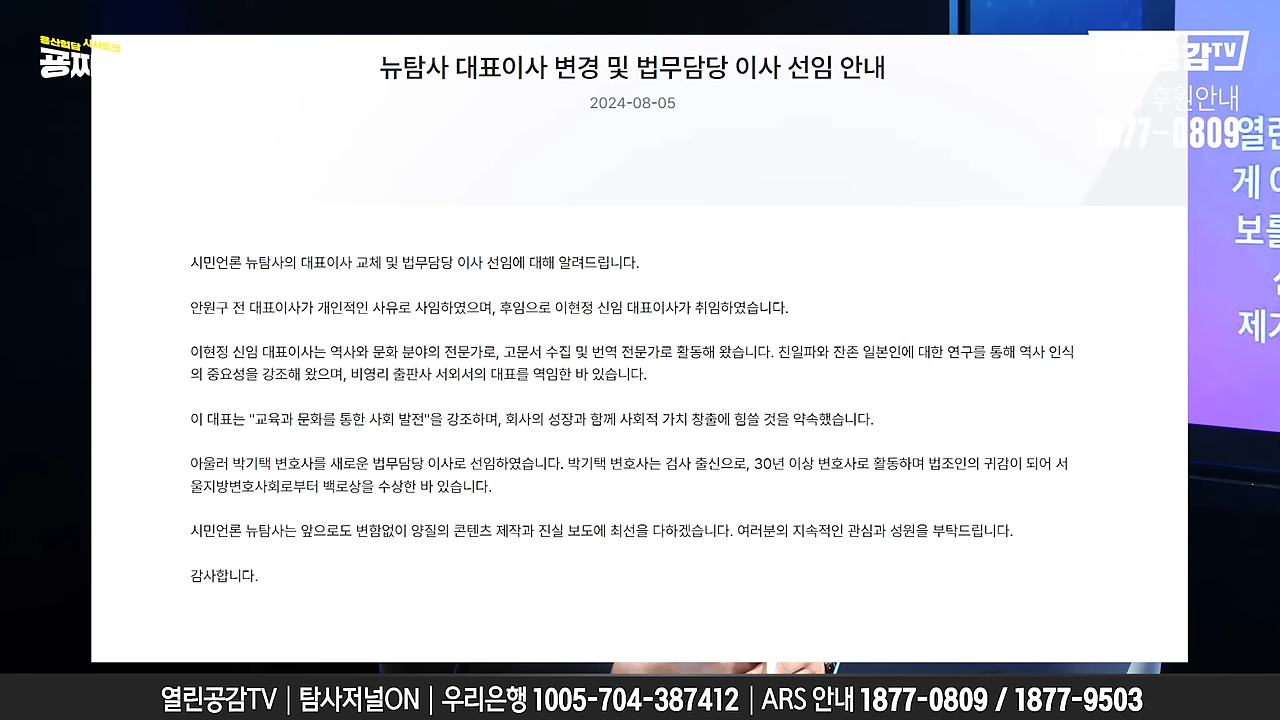 용산협담 시사토크
뉴탐사 대표이사 변경 및 법무담당 이사 선임 안내
2024-08-05
공감TV
후원안내
1877-0809
열린
게
보를
제
시민언론 뉴탐사의 대표이사 교체 및 법무담당 이사 선임에 대해 알려드립니다.
안원구 전 대표이사가 개인적인 사유로 사임하였으며, 후임으로 이현정 신임 대표이사가 취임하였습니다.
이현정 신임 대표이사는 역사와 문화 분야의 전문가로, 고문서 수집 및 번역 전문가로 활동해 왔습니다. 친일파와 잔존 일본인에 대한 연구를 통해 역사 인식
의 중요성을 강조해 왔으며, 비영리 출판사 서외서의 대표를 역임한 바 있습니다.
이 대표는 "교육과 문화를 통한 사회 발전"을 강조하며, 회사의 성장과 함께 사회적 가치 창출에 힘쓸 것을 약속했습니다.
아울러 박기택 변호사를 새로운 법무담당 이사로 선임하였습니다. 박기택 변호사는 검사 출신으로, 30년 이상 변호사로 활동하며 법조인의 귀감이 되어 서
울지방변호사회로부터 백로상을 수상한 바 있습니다.
시민언론 뉴탐사는 앞으로도 변함없이 양질의 콘텐츠 제작과 진실 보도에 최선을 다하겠습니다. 여러분의 지속적인 관심과 성원을 부탁드립니다.
감사합니다.
열린공감TV | 탐사저널ON | 우리은행 1005-704-387412 | ARS 안내 1877-0809 / 1877-9503